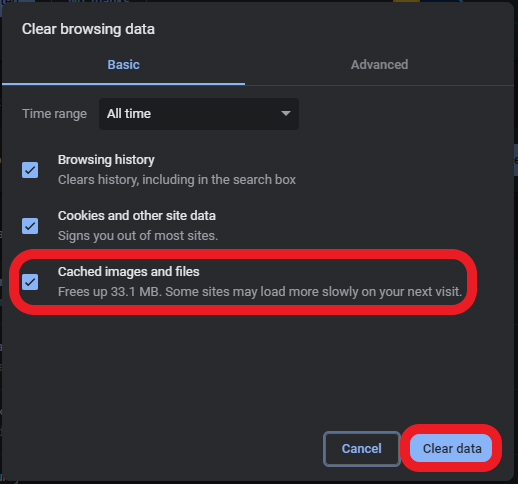 Clear browsing data
Basic Advanced
Time range All time
Browsing history
Clears history, including in the search box
Cookies and other site data
Signs you out of most sites.
Cached images and files
Frees up 33.1 MB. Some sites may load more slowly on your next visit.
Cancel Clear data